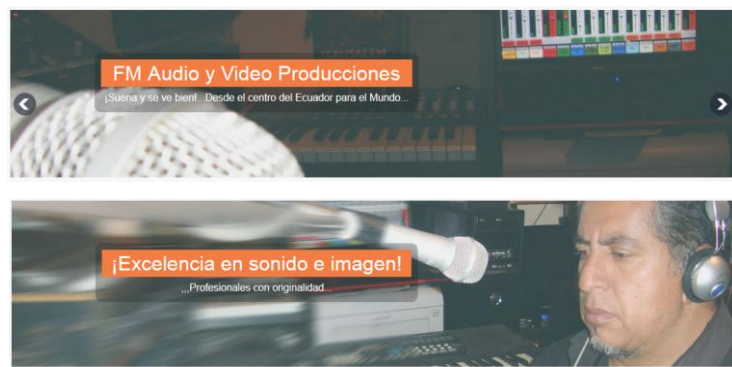 FM Audio y Video Producciones
¡Suena y se ve bien!.. Desde el centro del Ecuador para el Mundo...
¡Excelencia en sonido e imagen!
,,,Profesionales con originalidad...